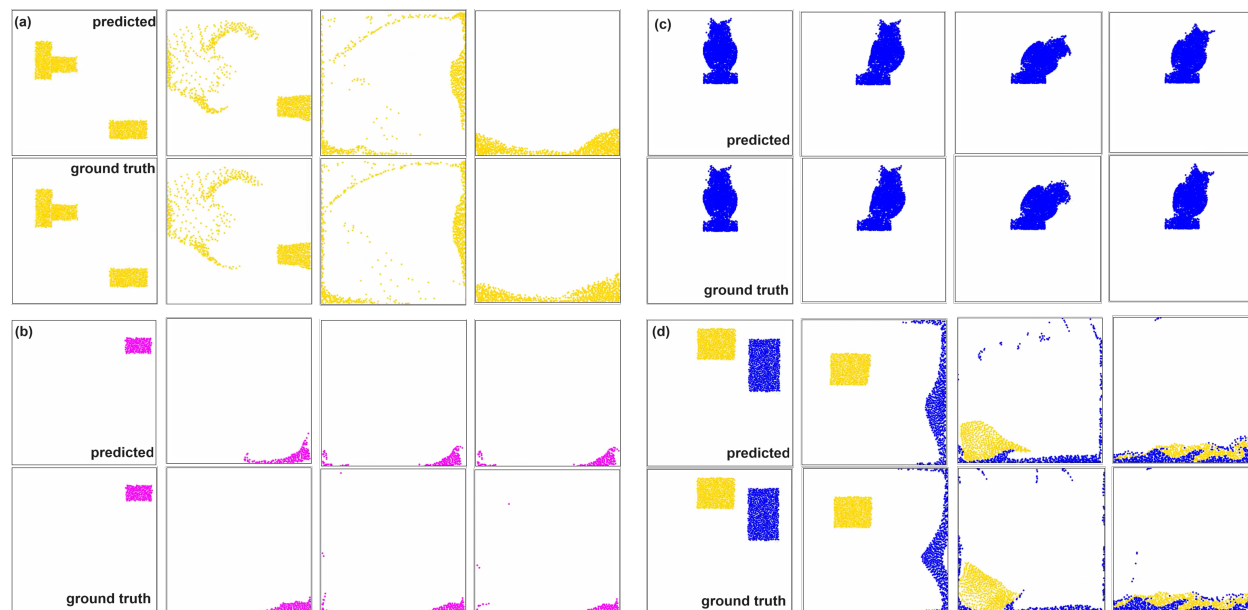 (a)
predicted
ground truth
(b)
predicted
ground truth
(c)
predicted
ground truth
(d)
predicted
ground truth